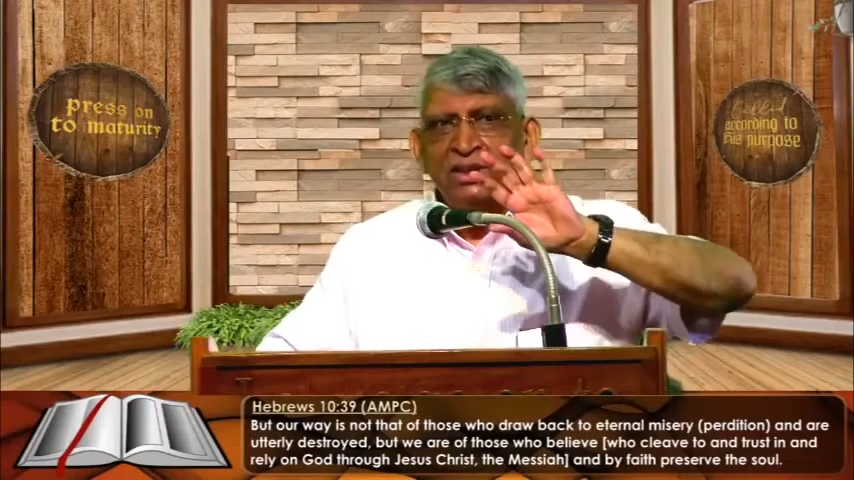 press on
to maturity
Called
according to
His purpose
Hebrews 10:39 (AMPC)
But our way is not that of those who draw back to eternal misery (perdition) and are
utterly destroyed, but we are of those who believe [who cleave to and trust in and
rely on God through Jesus Christ, the Messiah] and by faith preserve the soul.